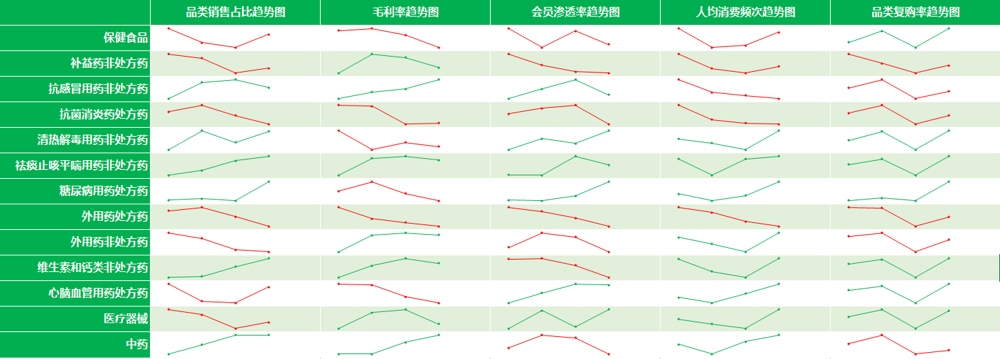 品类销售占比趋势图
毛利率趋势图
会员渗透率趋势图
人均消费频次趋势图
品类复购率趋势图
保健食品
补益药非处方药
抗感冒用药非处方药
抗菌消炎药处方药
清热解毒用药非处方药
祛痰止咳平喘用药非处方药
糖尿病用药处方药
外用药处方药
外用药非处方药
维生素和钙类非处方药
心脑血管用药处方药
医疗器械
中药